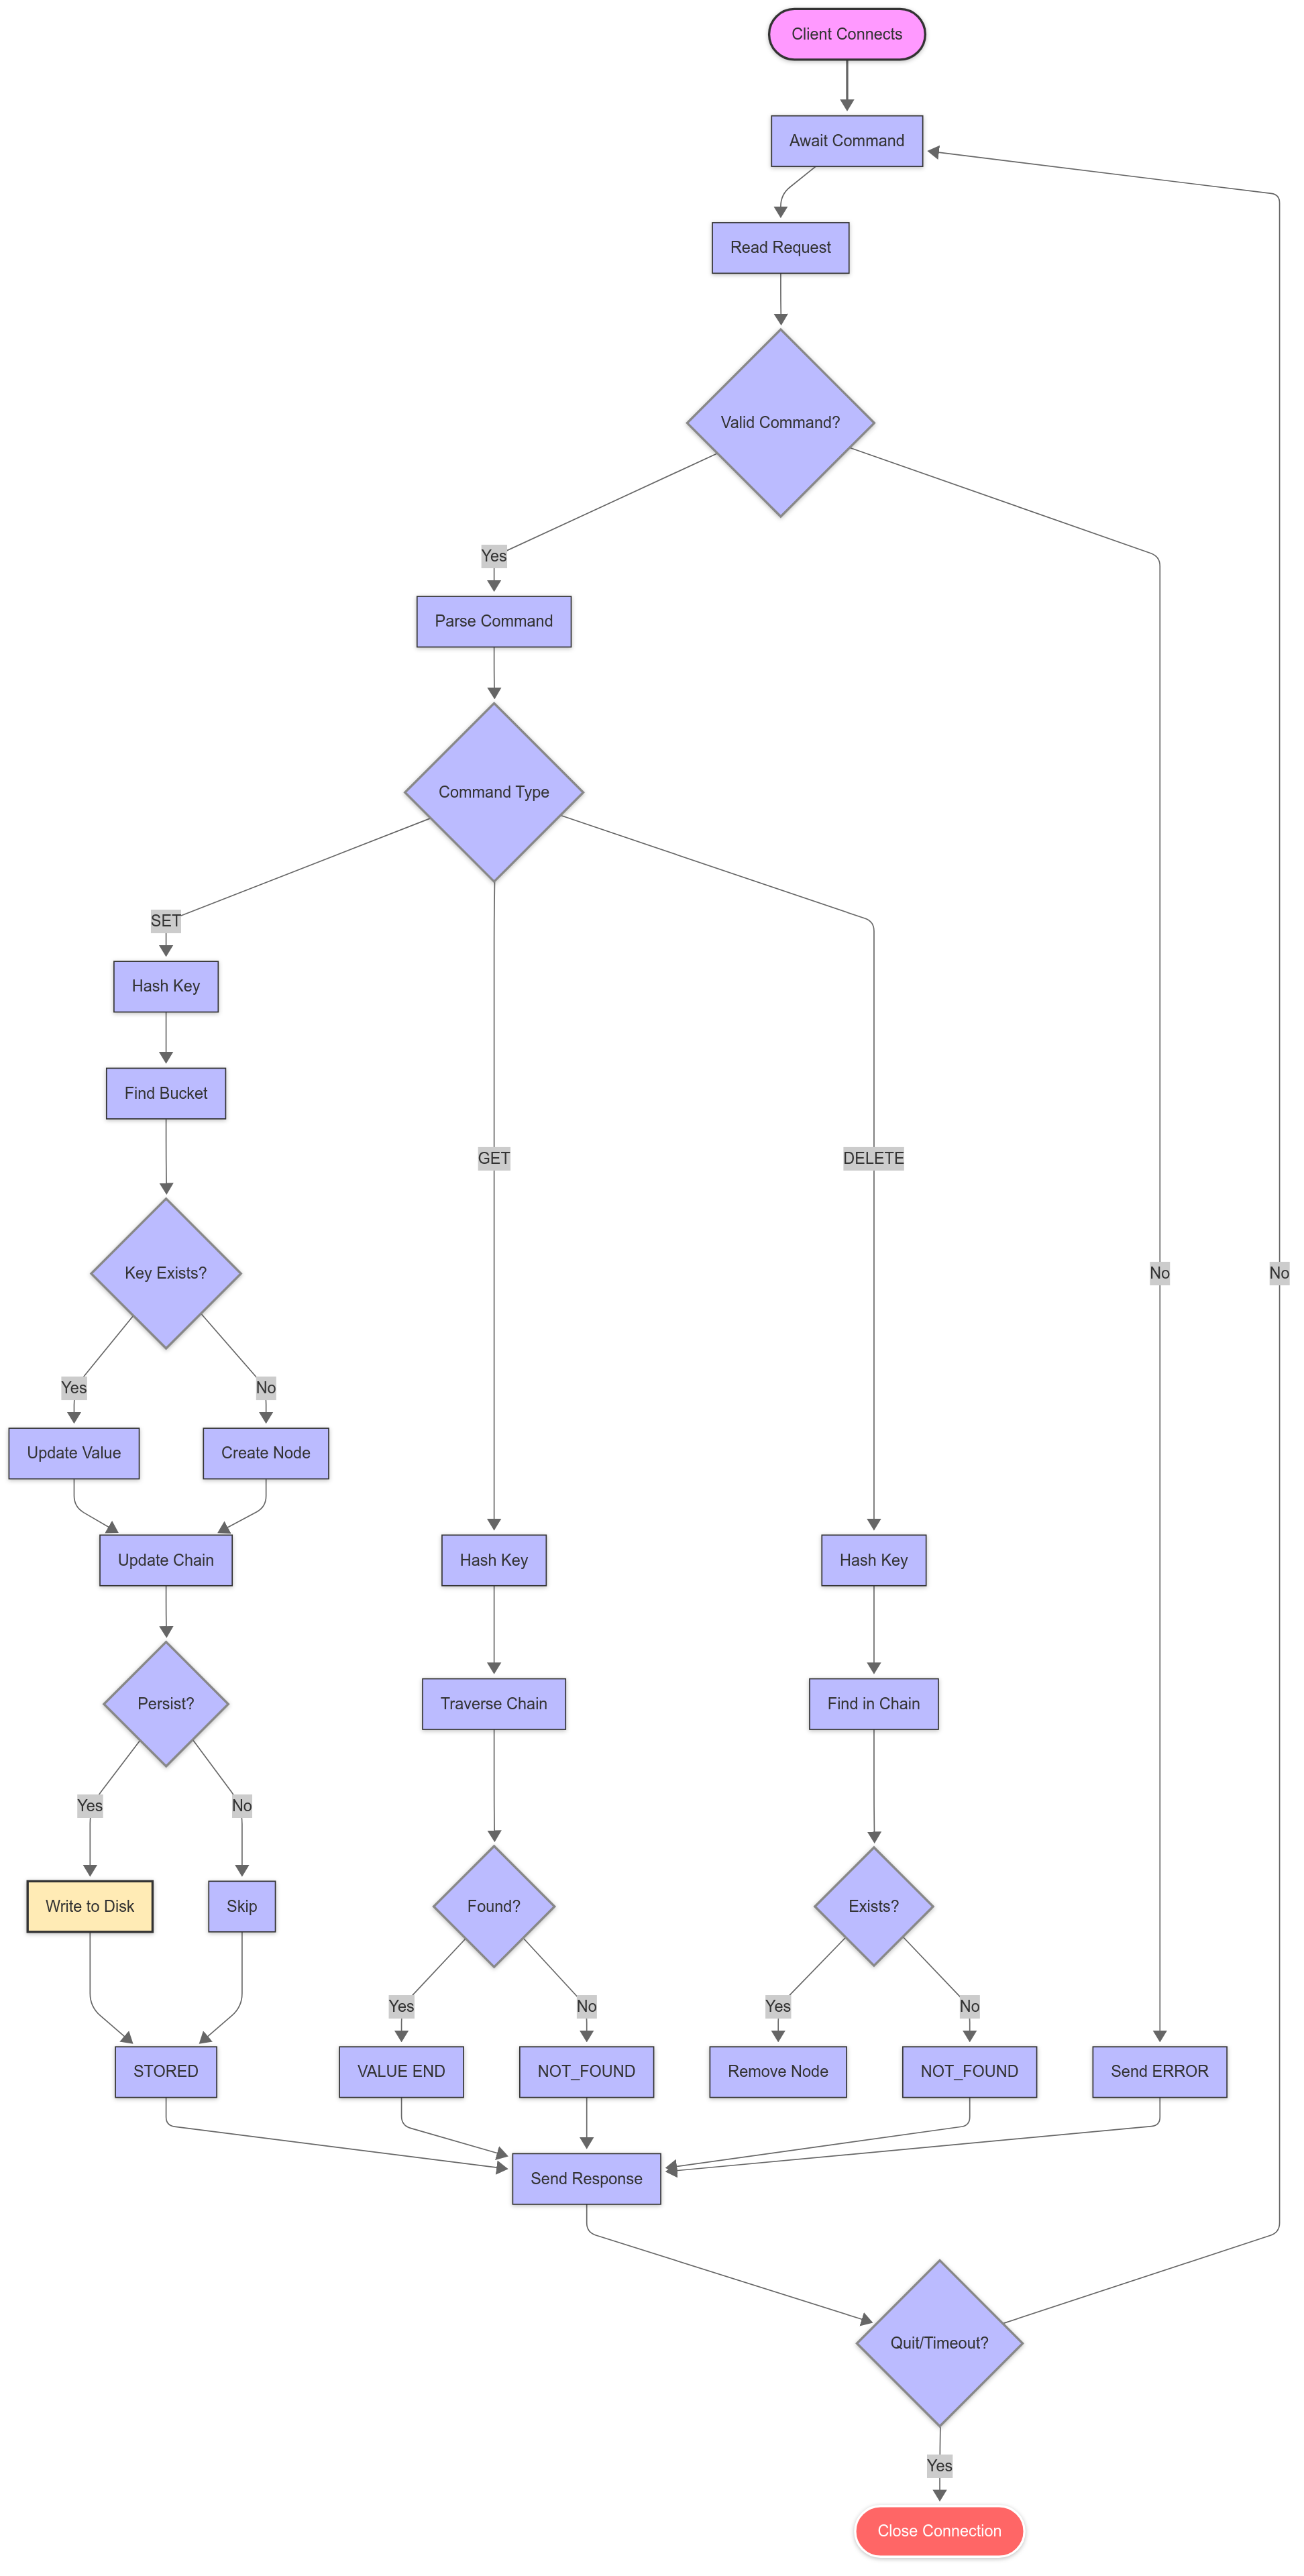 Client Connects
Await Command
Read Request
Valid Command?
Yes
Parse Command
Command Type
SET
Hash Key
Find Bucket
GET
DELETE
Key Exists?
No
No
Yes
No
Update Value
Create Node
Update Chain
Hash Key
Hash Key
Persist?
Traverse Chain
Find in Chain
Yes
No
Write to Disk
Skip
Found?
Exists?
Yes
No
Yes
No
STORED
VALUE END
NOT_FOUND
Remove Node
NOT_FOUND
Send ERROR
Send Response
Quit/Timeout?
Yes
Close Connection